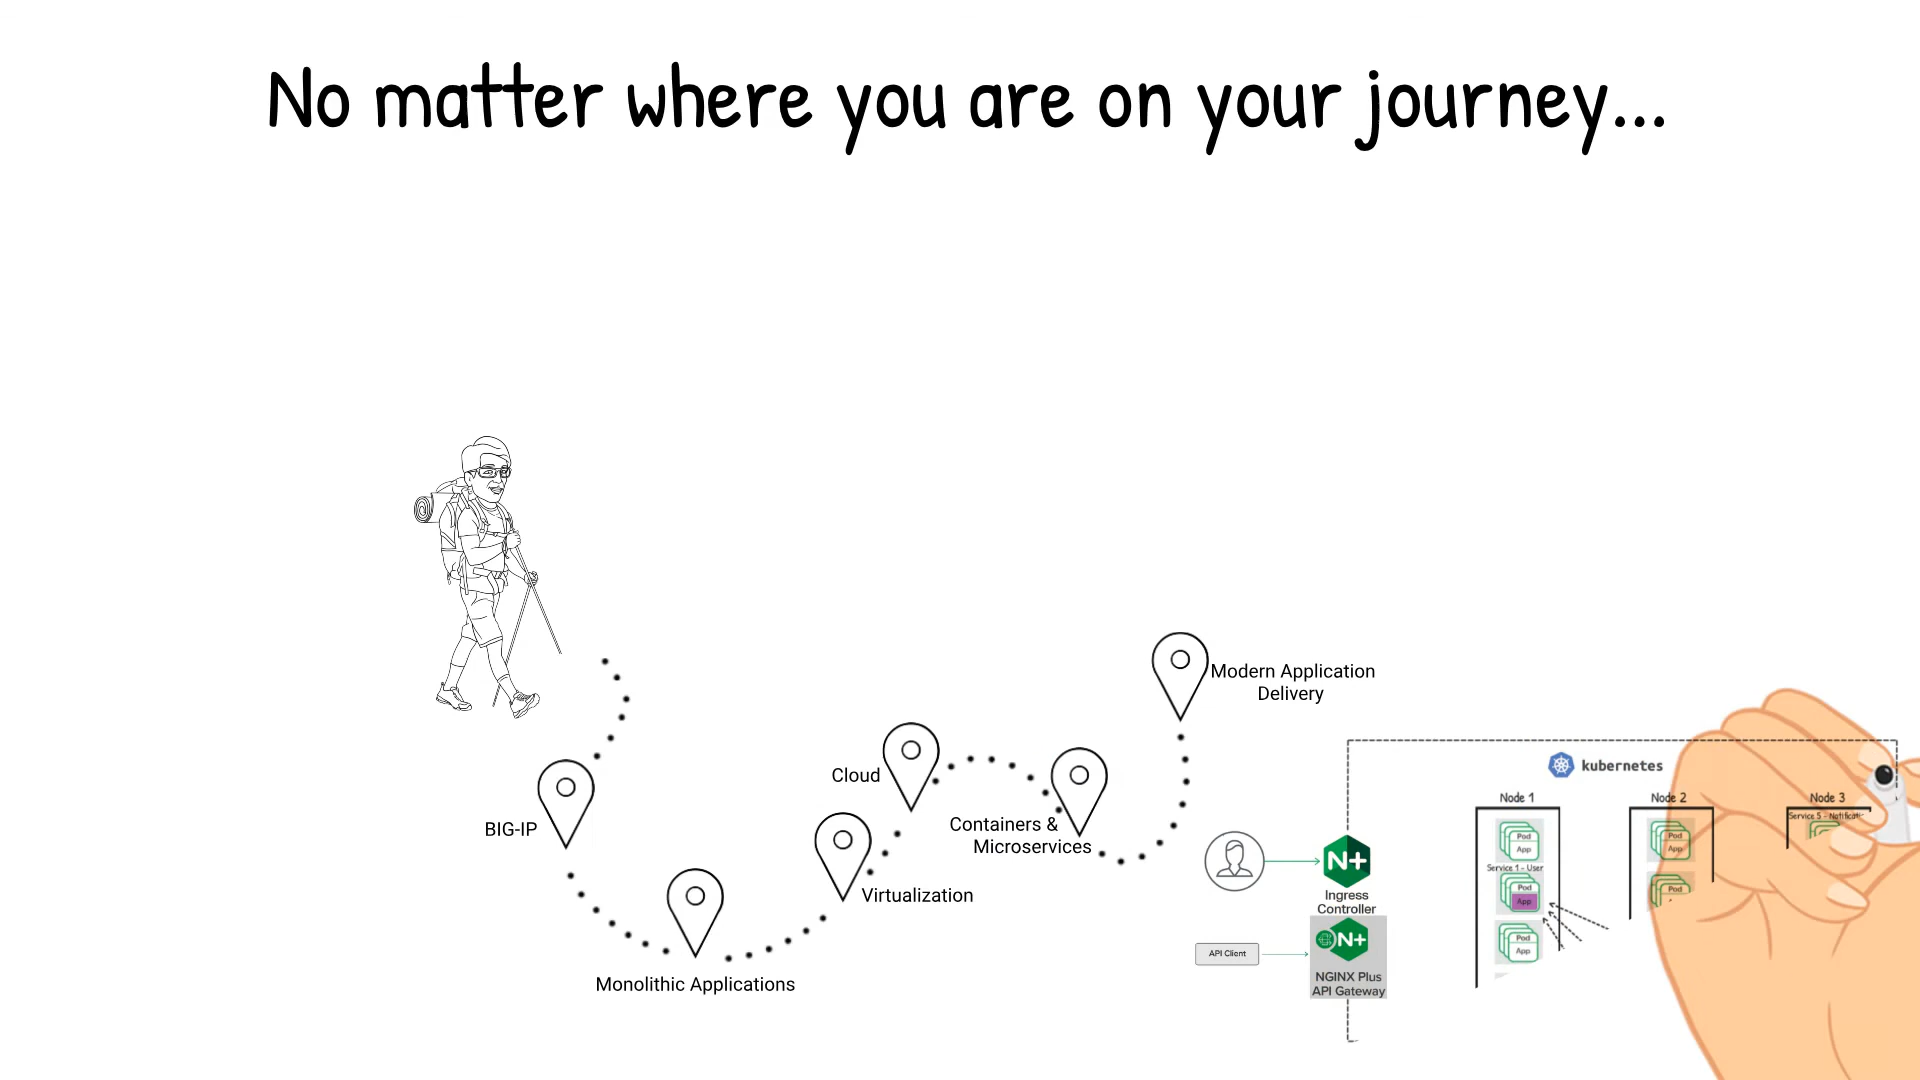 No matter where you are on your journey...
Modern Application
Delivery
Cloud
BIG-IP
Containers &
Microservices
Virtualization
Monolithic Applications
kubernetes
Node 1
Node 2
Node 3
Service 5 -
Pod
App
Service 1 - User
Pod
App
Pod
App
Pod
App
Pod
N+
Ingress
Controller
API Client
N+
NGINX Plus
API Gateway